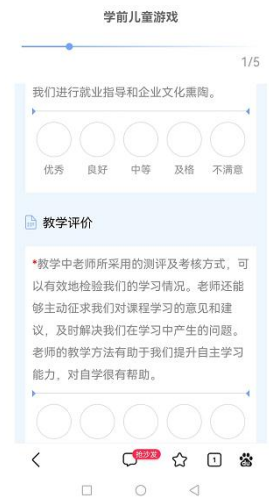 学前儿童游戏
1/5
我们进行就业指导和企业文化熏陶。
优秀 良好 中等 及格 不满意
教学评价
*教学中老师所采用的测评及考核方式，可
以有效地检验我们的学习情况。老师还能
够主动征求我们对课程学习的意见和建
议，及时解决我们在学习中产生的问题。
老师的教学方法有助于我们提升自主学习
能力，对自学很有帮助。
抢沙发
1